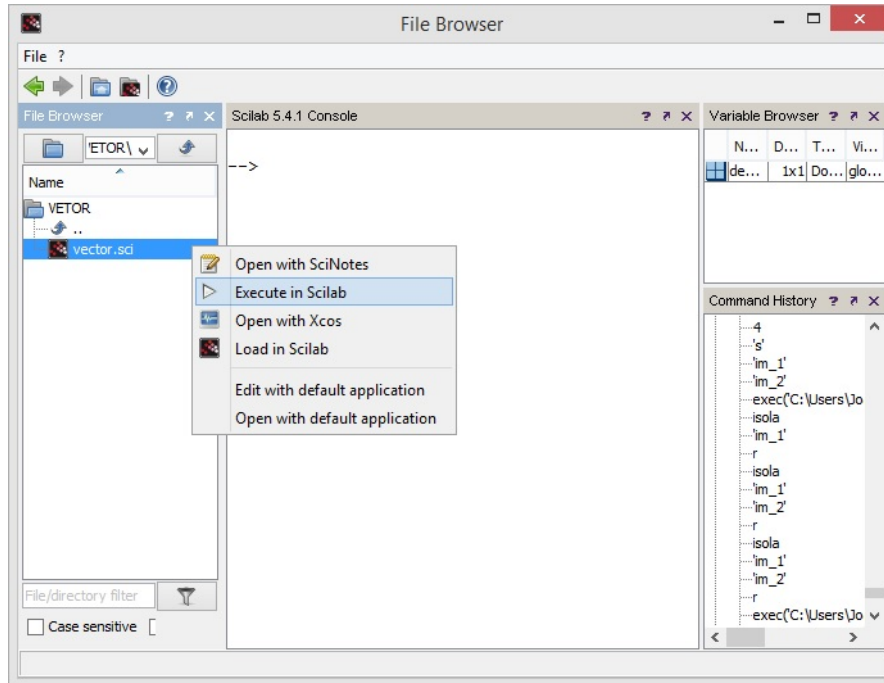 File Browser
File ?
File Browser
'ETOR\
Name
VETOR
..
vector.sci
File/directory filter
Case sensitive
Scilab 5.4.1 Console
-->
Open with SciNotes
Execute in Scilab
Open with Xcos
Load in Scilab
Edit with default application
Open with default application
Variable Browser
N... D... T... Vi...
de... 1x1 Do... glo...
Command History
4
's'
'im_1'
'im_2'
exec('C:\Users\Jo
isola
'im_1'
r
isola
'im_1'
'im_2'
r
isola
'im_1'
'im_2'
r
exec('C:\Users\Jo